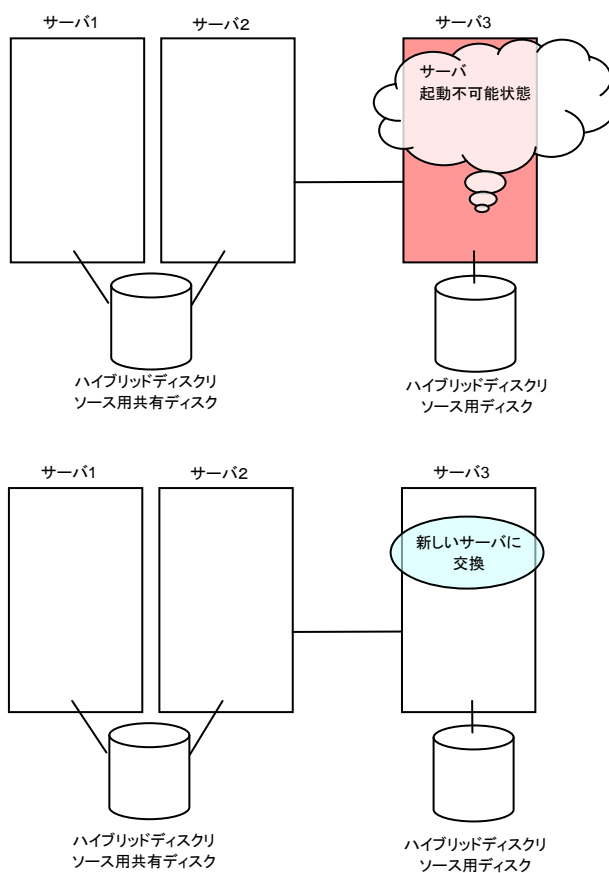 サーバ1
サーバ2
サーバ3
サーバ
起動不可能状態
ハイブリッドディスクリ
ソース用共有ディスク
ハイブリッドディスクリ
ソース用ディスク
サーバ1
サーバ2
サーバ3
新しいサーバに
交換
ハイブリッドディスクリ
ソース用共有ディスク
ハイブリッドディスクリ
ソース用ディスク